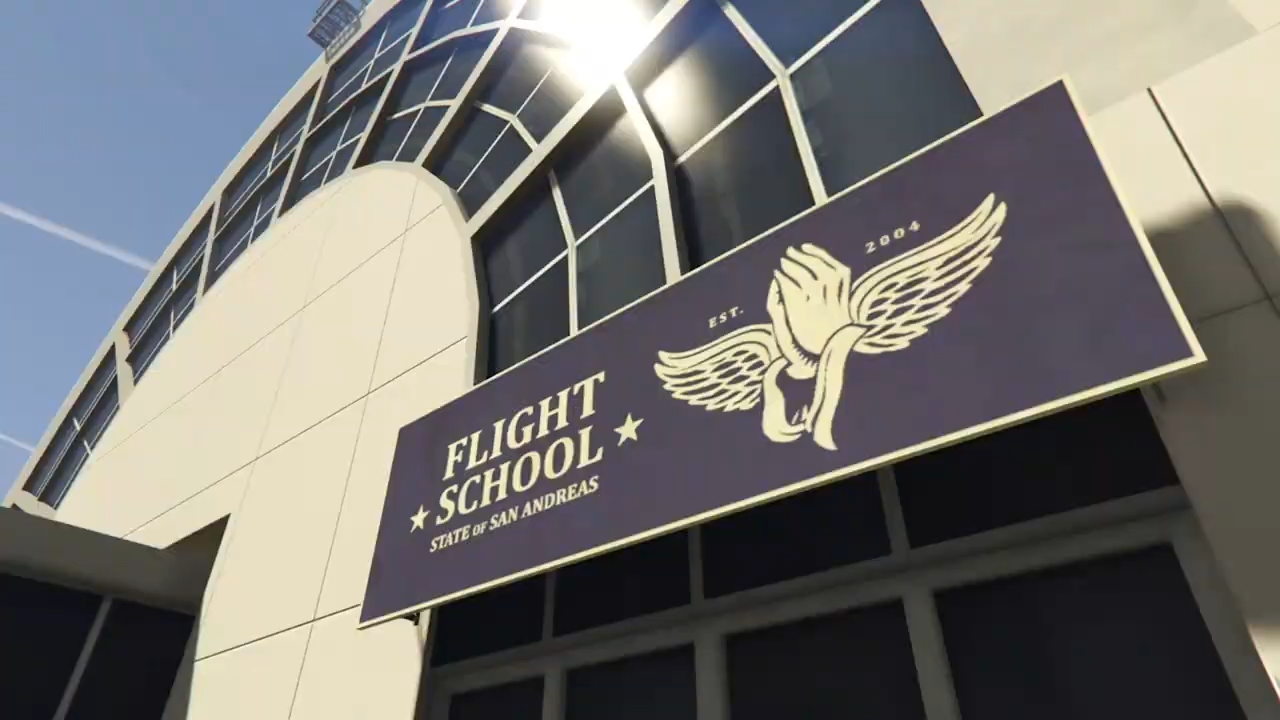 FLIGHT
SCHOOL
STATE OF SAN ANDREAS
EST.
2004